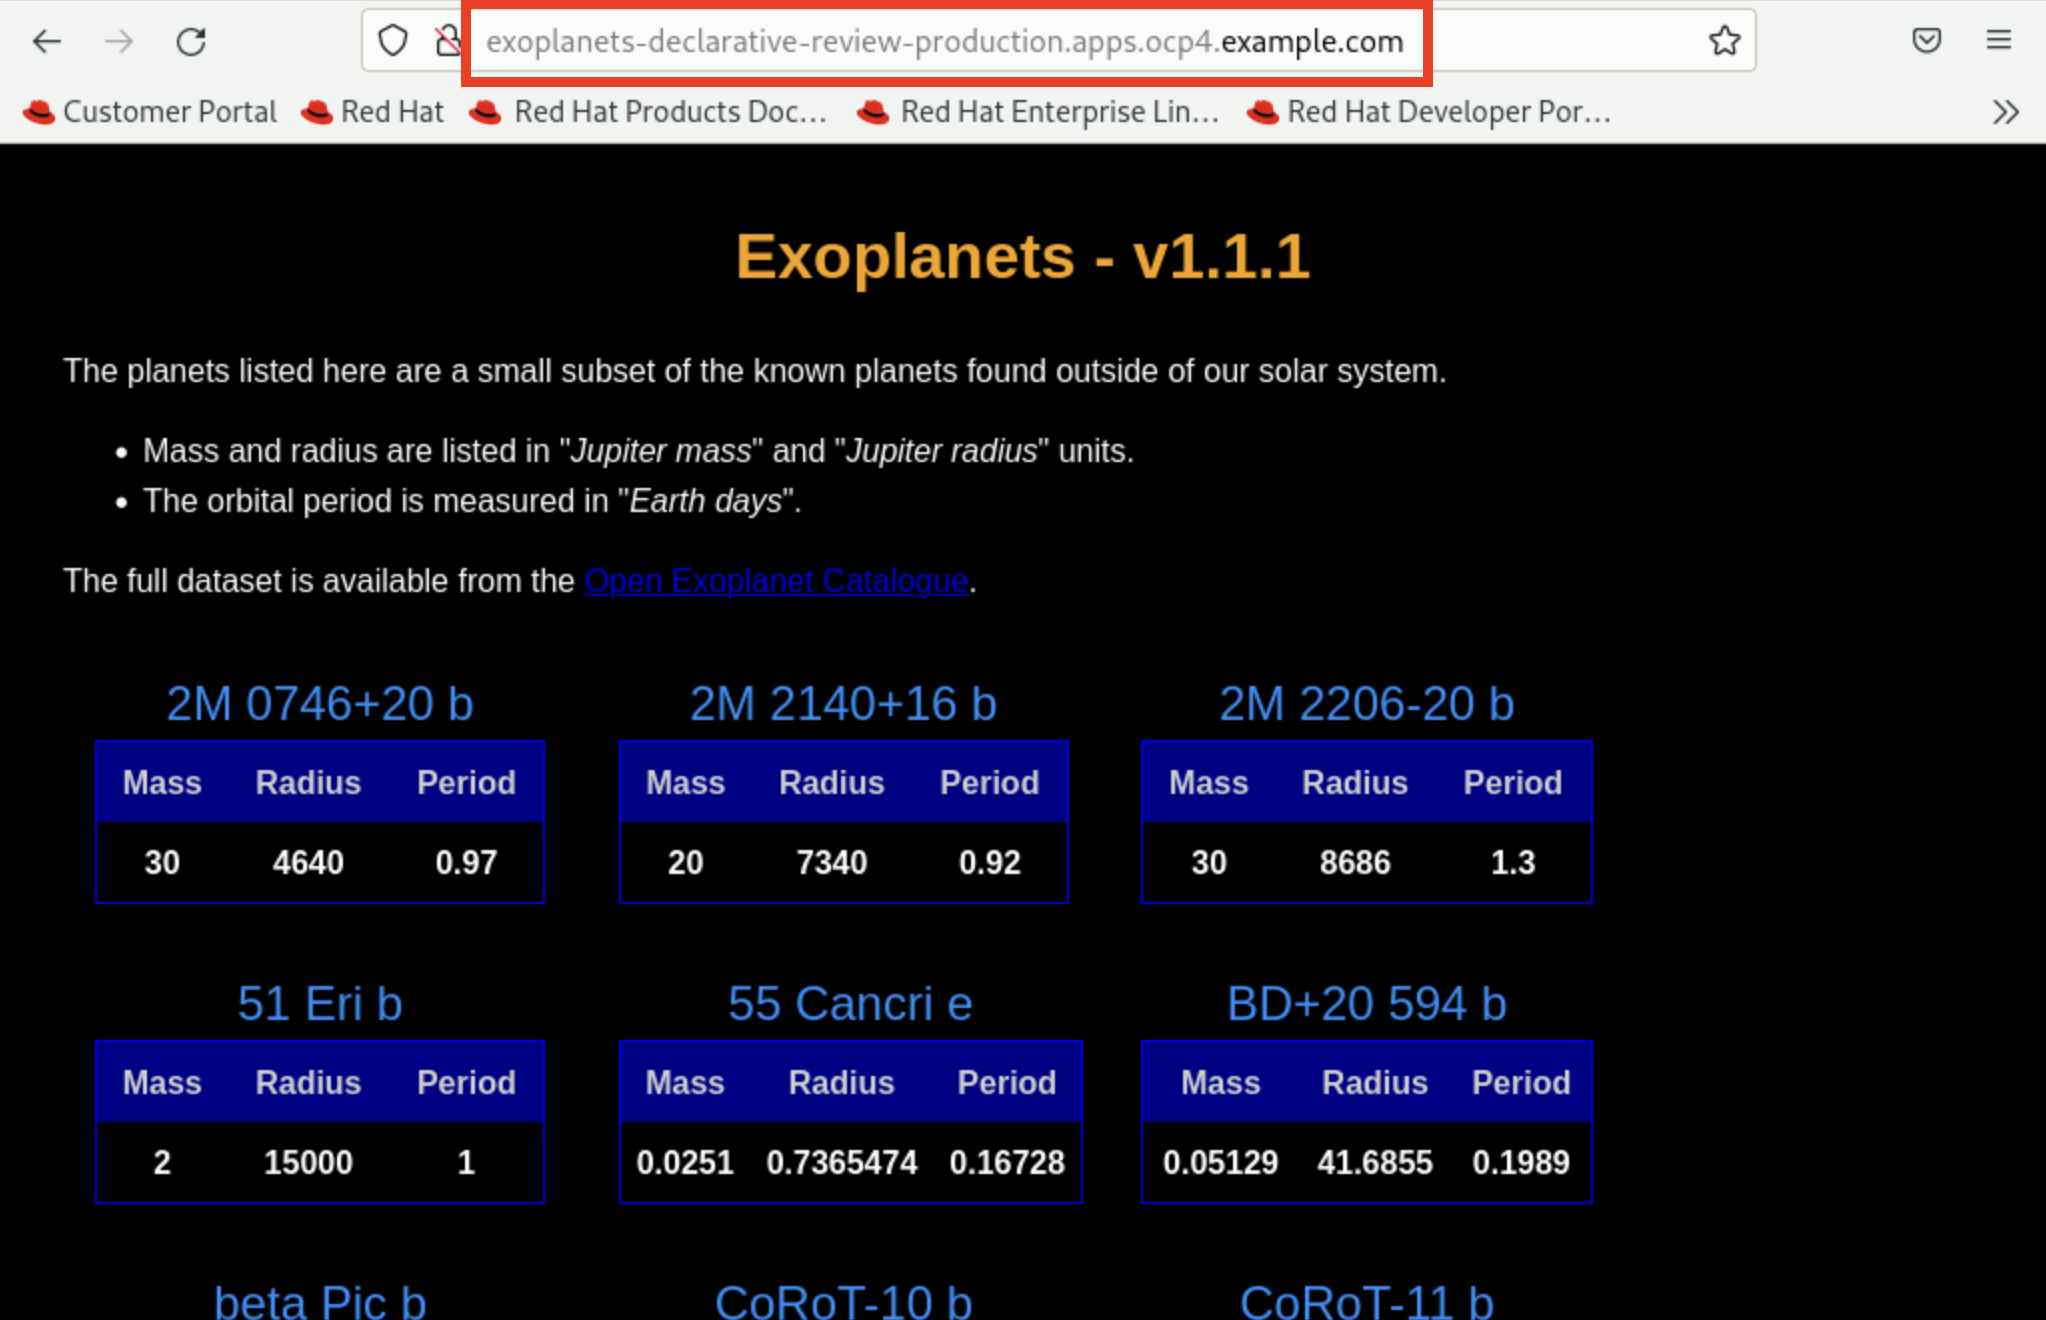 exoplanets-declarative-review-production.apps.ocp4.example.com
Customer Portal Red Hat Red Hat Products Doc... Red Hat Enterprise Lin... Red Hat Developer Por...
Exoplanets - v1.1.1
The planets listed here are a small subset of the known planets found outside of our solar system.
• Mass and radius are listed in "Jupiter mass" and "Jupiter radius" units.
• The orbital period is measured in "Earth days".
The full dataset is available from the Open Exoplanet Catalogue.
2M 0746+20 b 2M 2140+16 b 2M 2206-20 b
Mass Radius Period Mass Radius Period Mass Radius Period
30 4640 0.97 20 7340 0.92 30 8686 1.3
51 Eri b 55 Cancri e BD+20 594 b
Mass Radius Period Mass Radius Period Mass Radius Period
2 15000 1 0.0251 0.7365474 0.16728 0.05129 41.6855 0.1989
beta Pic b CoRoT-10 b CoRoT-11 b